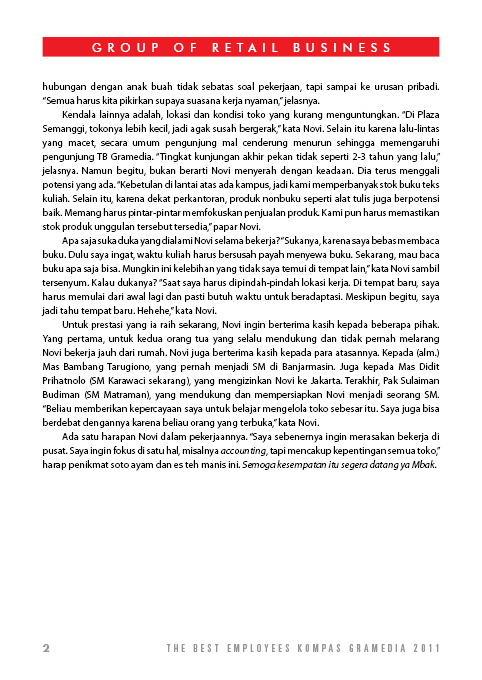 GROUP OF RETAIL BUSINESS
hubungan dengan anak buah tidak sebatas soal pekerjaan, tapi sampai ke urusan pribadi.
“Semua harus kita pikirkan supaya suasana kerja nyaman,” jelasnya.
Kendala lainnya adalah, lokasi dan kondisi toko yang kurang menguntungkan. “Di Plaza
Semanggi, tokonya lebih kecil, jadi agak susah bergerak,” kata Novi. Selain itu karena lalu-lintas
yang macet, secara umum pengunjung mal cenderung menurun sehingga memengaruhi
pengunjung TB Gramedia. “Tingkat kunjungan akhir pekan tidak seperti 2-3 tahun yang lalu,”
jelasnya. Namun begitu, bukan berarti Novi menyerah dengan keadaan. Dia terus menggali
potensi yang ada. “Kebetulan di lantai atas ada kampus, jadi kami memperbanyak stok buku teks
kuliah. Selain itu, karena dekat perkantoran, produk nonbuku seperti alat tulis juga berpotensi
baik. Memang harus pintar-pintar memfokuskan penjualan produk. Kami pun harus memastikan
stok produk unggulan tersebut tersedia,” papar Novi.
Apa saja suka duka yang dialami Novi selama bekerja? “Sukanya, karena saya bebas membaca
buku. Dulu saya ingat, waktu kuliah harus bersusah payah menyewa buku. Sekarang, mau baca
buku apa saja bisa. Mungkin ini kelebihan yang tidak saya temui di tempat lain,” kata Novi sambil
tersenyum. Kalau dukanya? “Saat saya harus dipindah-pindah lokasi kerja. Di tempat baru, saya
harus memulai dari awal lagi dan pasti butuh waktu untuk beradaptasi. Meskipun begitu, saya
jadi tahu tempat baru. Hehehe,” kata Novi.
Untuk prestasi yang ia raih sekarang, Novi ingin berterima kasih kepada beberapa pihak.
Yang pertama, untuk kedua orang tua yang selalu mendukung dan tidak pernah melarang
Novi bekerja jauh dari rumah. Novi juga berterima kasih kepada para atasannya. Kepada (alm.)
Mas Bambang Tarugiono, yang pernah menjadi SM di Banjarmasin. Juga kepada Mas Didit
Prihatnolo (SM Karawaci sekarang), yang mengizinkan Novi ke Jakarta. Terakhir, Pak Sulaiman
Budiman (SM Matraman), yang mendukung dan mempersiapkan Novi menjadi seorang SM.
“Beliau memberikan kepercayaan saya untuk belajar mengelola toko sebesar itu. Saya juga bisa
berdebat dengannya karena beliau orang yang terbuka,” kata Novi.
Ada satu harapan Novi dalam pekerjaannya. “Saya sebenernya ingin merasakan bekerja di
pusat. Saya ingin fokus di satu hal, misalnya accounting, tapi mencakup kepentingan semua toko,”
harap penikmat soto ayam dan es teh manis ini. Semoga kesempatan itu segera datang ya Mbak.
2 THE BEST EMPLOYEES KOMPAS GRAMEDIA 2011